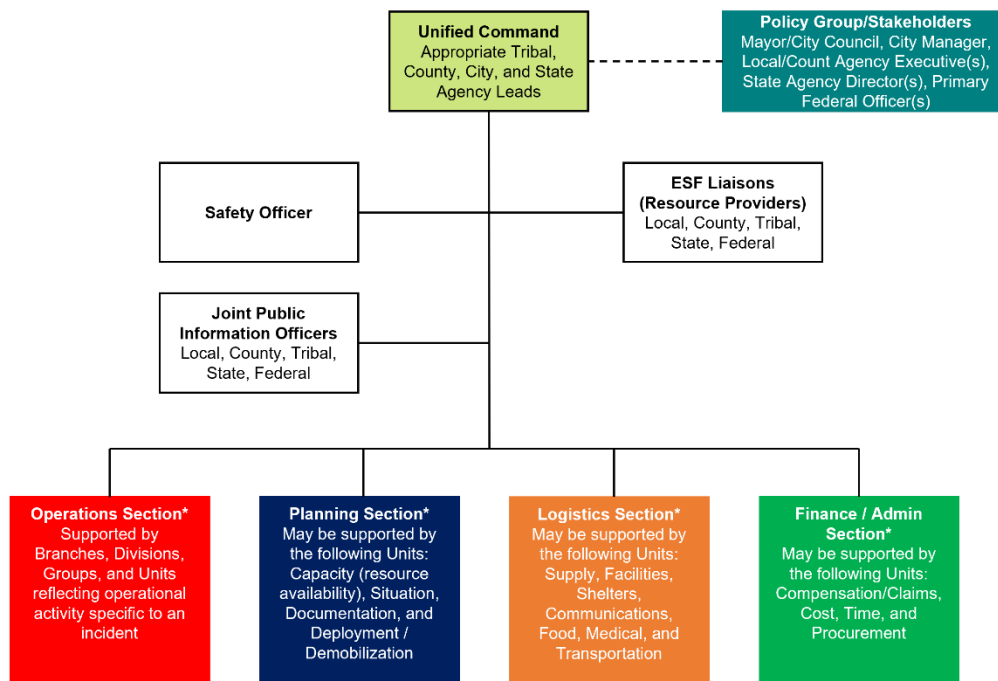 Unified Command
Appropriate Tribal,
County, City, and State
Agency Leads
Policy Group/Stakeholders
Mayor/City Council, City Manager,
Local/Count Agency Executive(s),
State Agency Director(s), Primary
Federal Officer(s)
Safety Officer
ESF Liaisons
(Resource Providers)
Local, County, Tribal,
State, Federal
Joint Public
Information Officers
Local, County, Tribal,
State, Federal
Operations Section*
Supported by
Branches, Divisions,
Groups, and Units
reflecting operational
activity specific to an
incident
Planning Section*
May be supported by
the following Units:
Capacity (resource
availability), Situation,
Documentation, and
Deployment /
Demobilization
Logistics Section*
May be supported by
the following Units:
Supply, Facilities,
Shelters,
Communications,
Food, Medical, and
Transportation
Finance / Admin
Section*
May be supported by
the following Units:
Compensation/Claims,
Cost, Time, and
Procurement